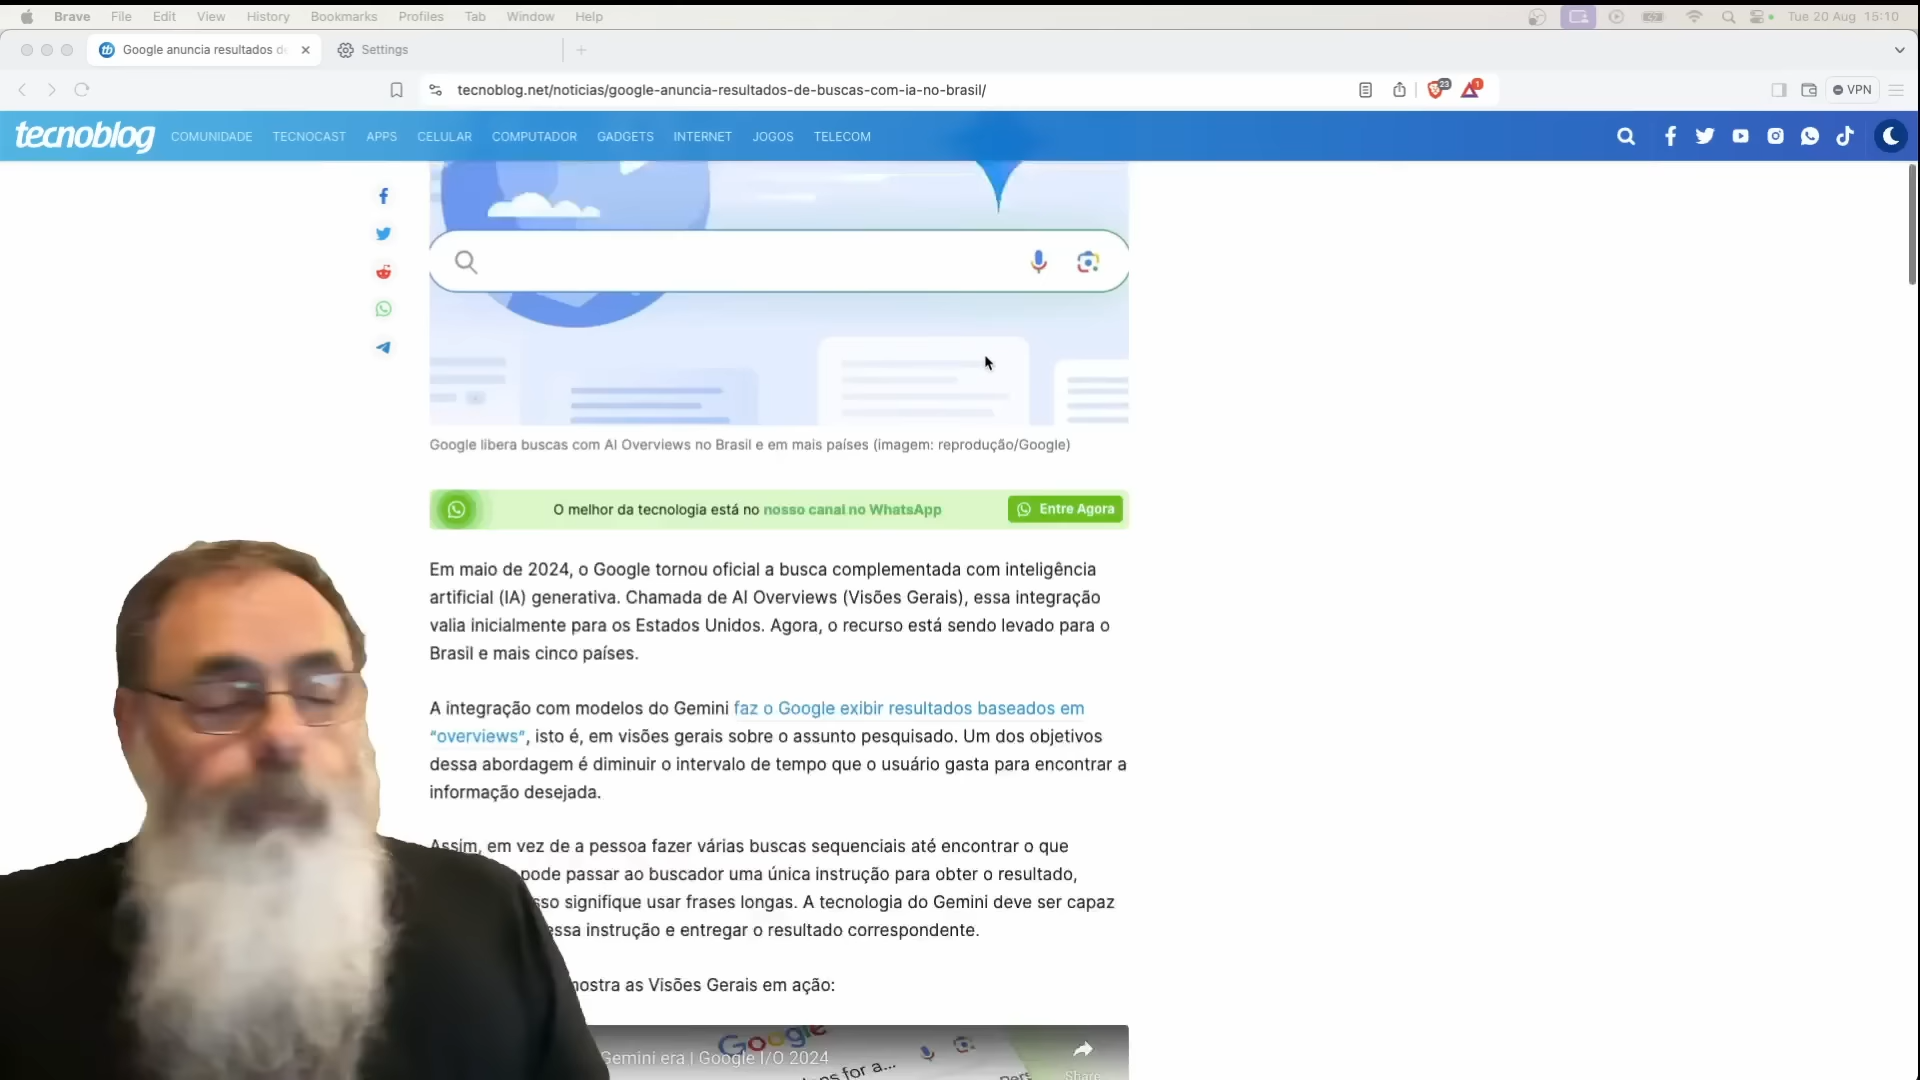 Brave File Edit View History Bookmarks Profiles Tab Window Help
Tue 20 Aug 15:10
Google anuncia resultados de
Settings
tecnoblog.net/noticias/google-anuncia-resultados-de-buscas-com-ia-no-brasil/
23
1
VPN
tecnoblog
COMUNIDADE TECNOCAST APPS CELULAR COMPUTADOR GADGETS INTERNET JOGOS TELECOM
Google libera buscas com AI Overviews no Brasil e em mais países (imagem: reprodução/Google)
O melhor da tecnologia está no nosso canal no WhatsApp
Entre Agora
Em maio de 2024, o Google tornou oficial a busca complementada com inteligência
artificial (IA) generativa. Chamada de AI Overviews (Visões Gerais), essa integração
valia inicialmente para os Estados Unidos. Agora, o recurso está sendo levado para o
Brasil e mais cinco países.
A integração com modelos do Gemini faz o Google exibir resultados baseados em
“overviews”, isto é, em visões gerais sobre o assunto pesquisado. Um dos objetivos
dessa abordagem é diminuir o intervalo de tempo que o usuário gasta para encontrar a
informação desejada.
Assim, em vez de a pessoa fazer várias buscas sequenciais até encontrar o que
pode passar ao buscador uma única instrução para obter o resultado,
sso signifique usar frases longas. A tecnologia do Gemini deve ser capaz
essa instrução e entregar o resultado correspondente.
mostra as Visões Gerais em ação:
Google
Gemini era | Google I/O 2024
for a...
Share